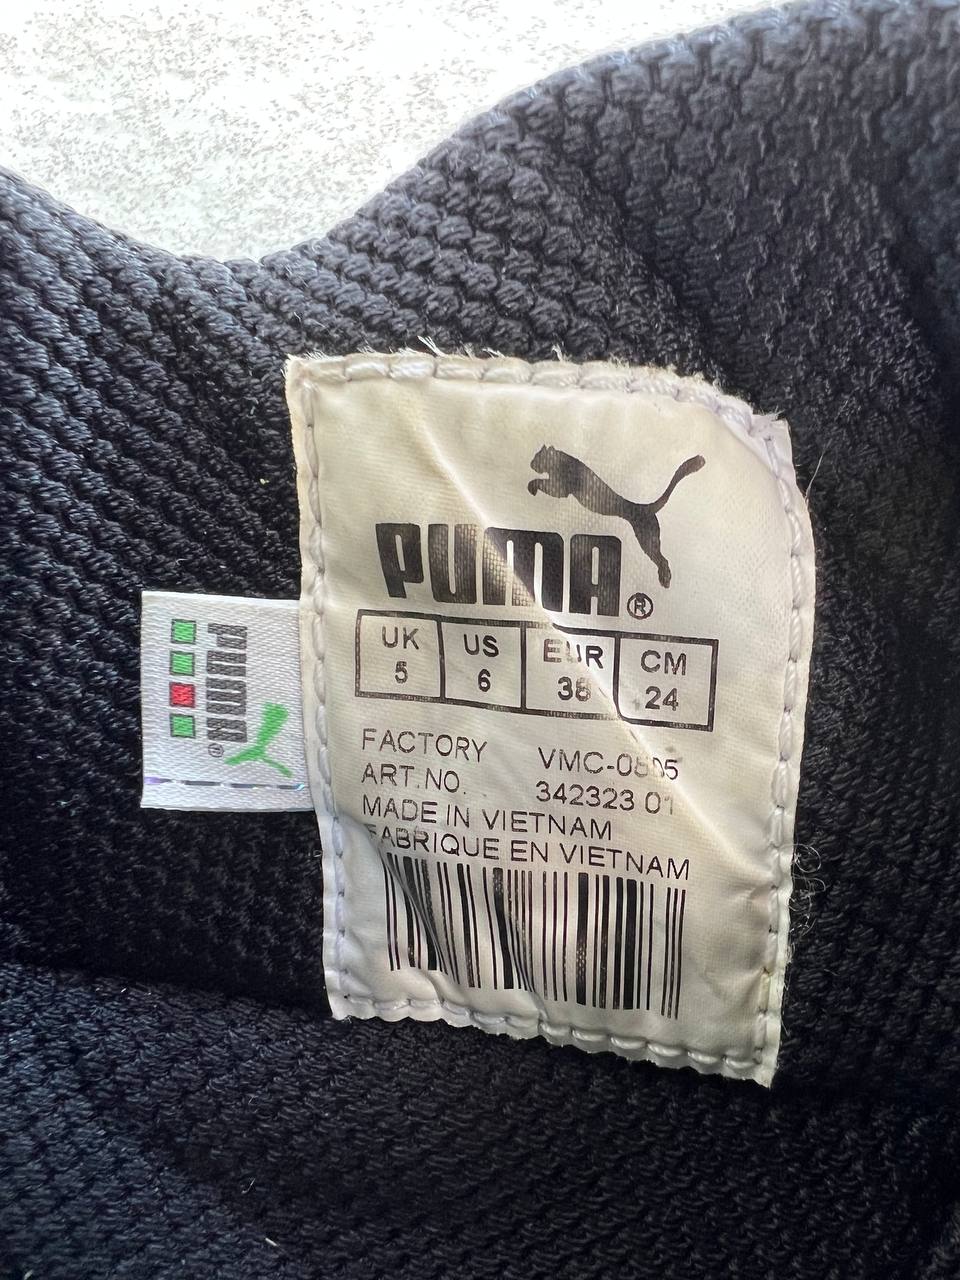 PUMA®
UK US EUR CM
5 6 38 24
FACTORY
ART.NO. 342323 01
MADE IN VIETNAM
FABRIQUE EN VIETNAM
PUMA®